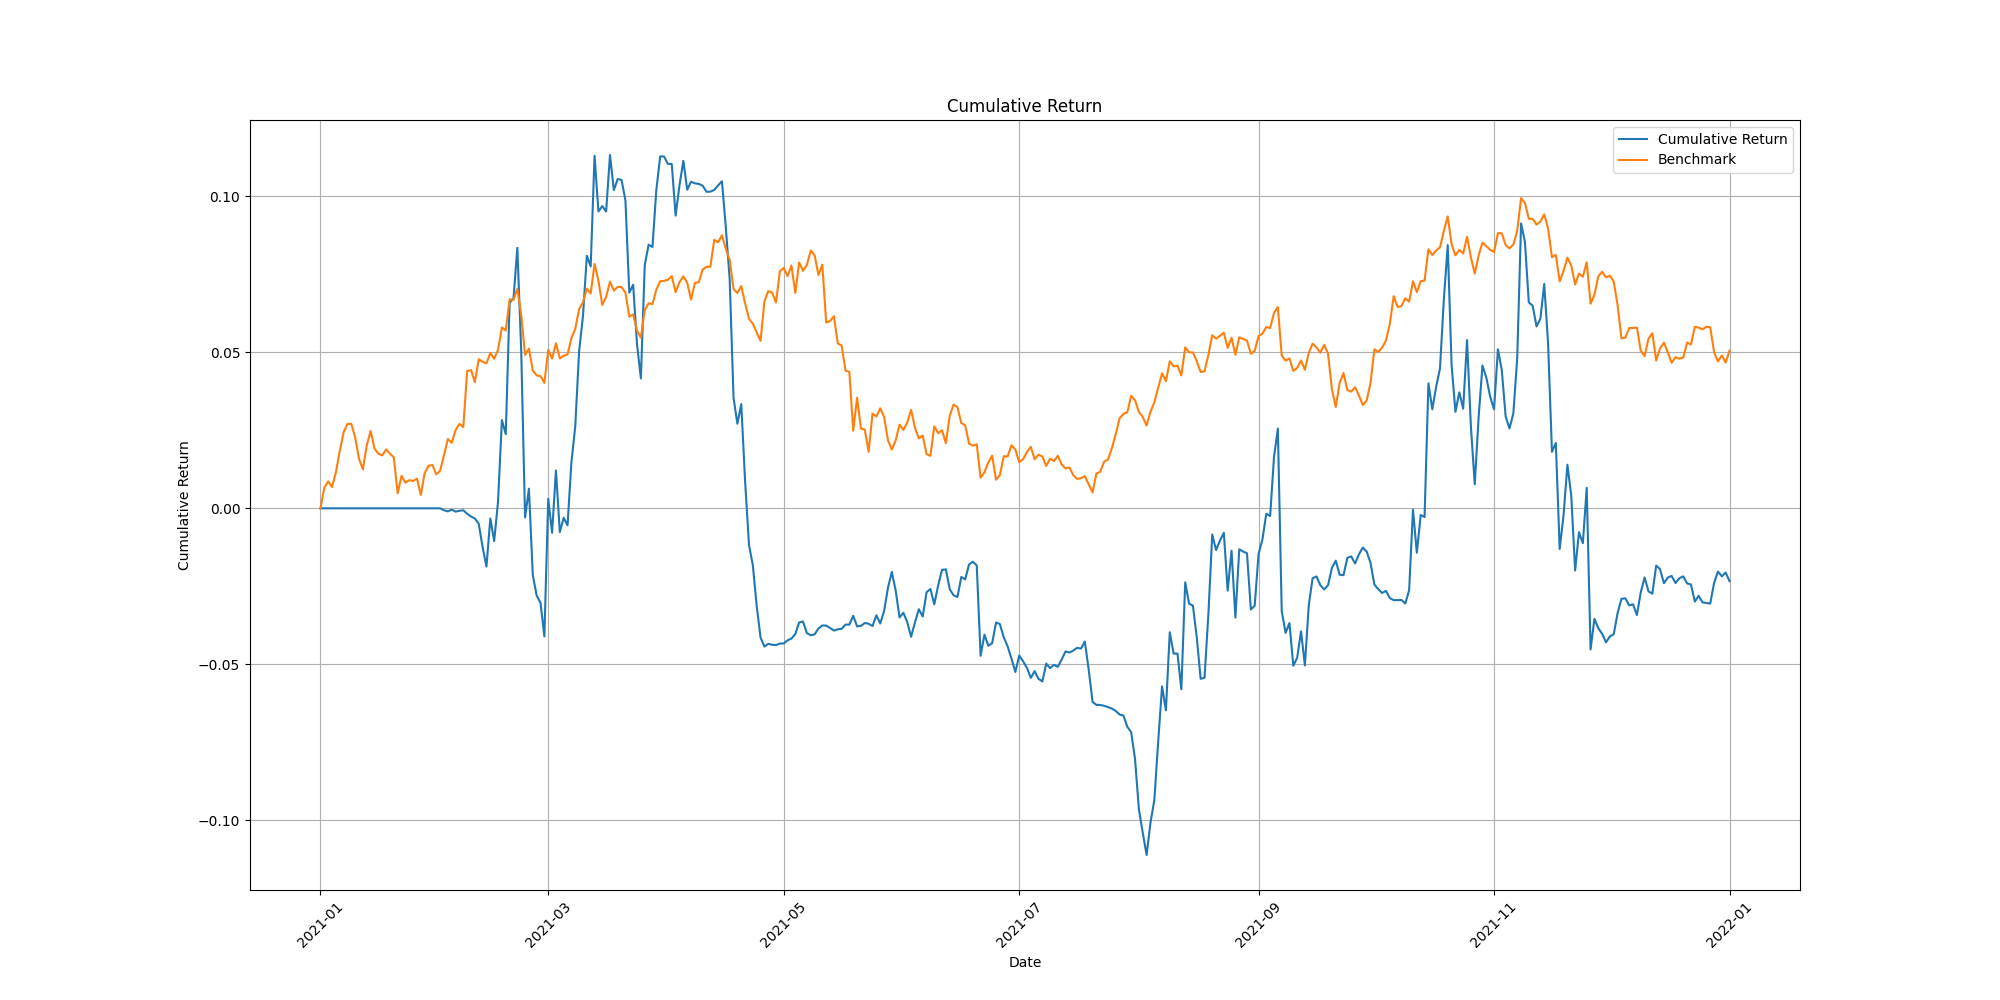 Cumulative Return
Cumulative Return
Benchmark
Cumulative Return
0.10
0.05
0.00
−0.05
−0.10
2021-01
2021-03
2021-05
2021-07
2021-09
2021-11
2022-01
Date